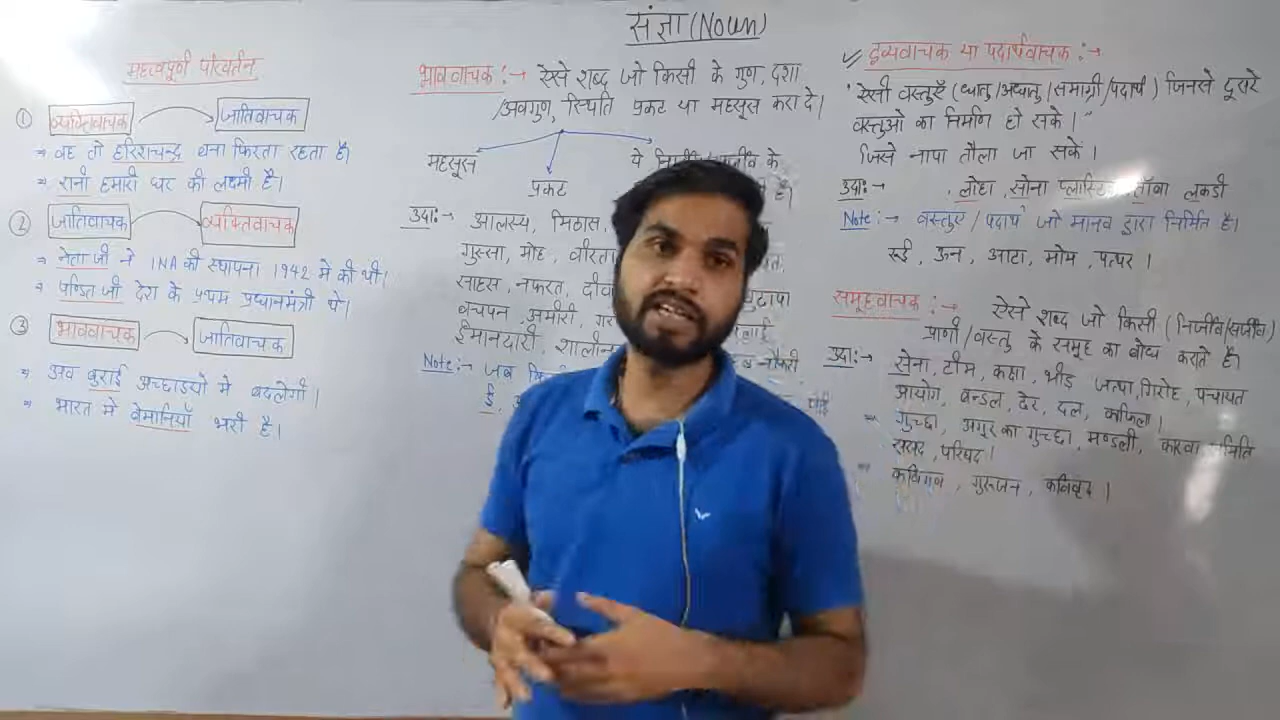 संज्ञा (Noun)
महत्वपूर्ण परिवर्तन
① व्यक्तिवाचक जातिवाचक
⇒ वह तो हरिशचन्द्र बना फिरता रहता है।
⇒ रानी हमारी घर की लक्ष्मी है।
② जातिवाचक व्यक्तिवाचक
⇒ नेता जी ने INA की स्थापना 1942 में की थी।
⇒ पण्डित जी देश के प्रथम प्रधानमंत्री थे।
③ भाववाचक जातिवाचक
⇒ अब बुराई अच्छाइयों में बदलेगी।
⇒ भारत में बेमानियाँ भरी है।
भाववाचक :→ ऐसे शब्द जो किसी के गुण, दशा
/अवगुण, स्थिति प्रकट या महसूस करा दे।
महसूस ये के
प्रकट है।
उदा:→ आलस्य, मिठास,
गुस्सा, मोह, वीरता
साहस, नफरत, बुढ़ापा
बचपन, अमीरी,
ईमानदारी,
Note:→ जब
ई,
✓ द्रव्यवाचक या पदार्थवाचक :→
' ऐसी वस्तुएँ (धातु/अधातु/समाग्री/पदार्थ) जिनसे दूसरे
वस्तुओ का निर्माण हो सके।"
जिसे नापा तौला जा सके।
उदा:→ लोहा, सोना ताँबा लकडी
Note:→ वस्तुए / पदार्थ जो मानव द्वारा निर्मित है।
रूई, ऊन, आटा, मोम, पत्थर।
समूहवाचक :→ ऐसे शब्द जो किसी (निर्जीव/सजीव)
प्राणी/वस्तु के समूह का बोध कराते है।
उदा:→ सेना, टीम, कक्षा, भीड जत्था, गिरोह, पंचायत
आयोग, बन्डल, ढेर, दल, काफिला।
⇒ गुच्छा, अंगूर का गुच्छा, मण्डली, कारवा समिति
संसद, परिषद।
⇒ गुरूजन, कविवृंद।